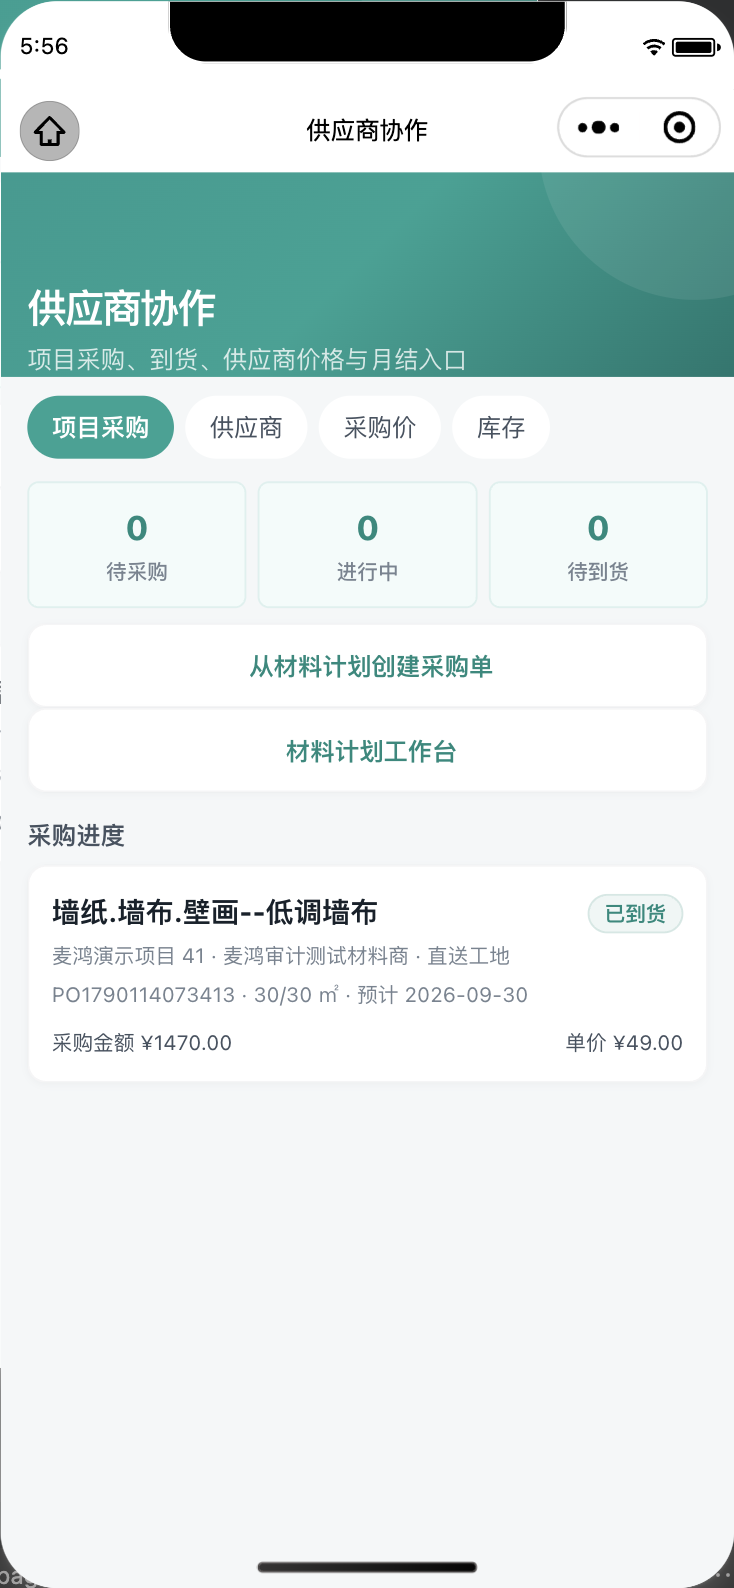 5:56
供应商协作
供应商协作
项目采购、到货、供应商价格与月结入口
项目采购 供应商 采购价 库存
0 0 0
待采购 进行中 待到货
从材料计划创建采购单
材料计划工作台
采购进度
墙纸.墙布.壁画--低调墙布 已到货
麦鸿演示项目 41 · 麦鸿审计测试材料商 · 直送工地
PO1790114073413 · 30/30 ㎡ · 预计 2026-09-30
采购金额 ¥1470.00 单价 ¥49.00